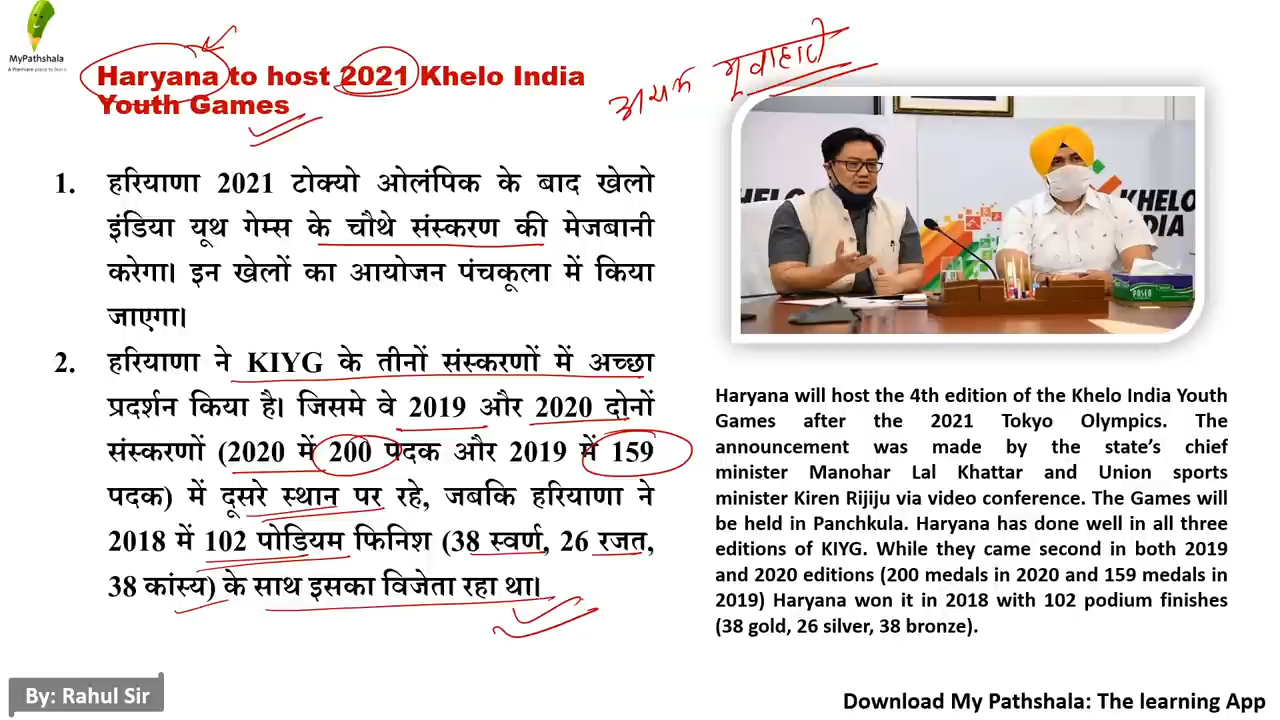 MyPathshala
A Premiere place to learn
Haryana to host 2021 Khelo India
Youth Games
गुवाहाटी
1. हरियाणा 2021 टोक्यो ओलंपिक के बाद खेलो
इंडिया यूथ गेम्स के चौथे संस्करण की मेजबानी
करेगा। इन खेलों का आयोजन पंचकूला में किया
जाएगा।
2. हरियाणा ने KIYG के तीनों संस्करणों में अच्छा
प्रदर्शन किया है। जिसमे वे 2019 और 2020 दोनों
संस्करणों (2020 में 200 पदक और 2019 में 159
पदक) में दूसरे स्थान पर रहे, जबकि हरियाणा ने
2018 में 102 पोडियम फिनिश (38 स्वर्ण, 26 रजत,
38 कांस्य) के साथ इसका विजेता रहा था।
HELO
DIA
KHELO
INDIA
Haryana will host the 4th edition of the Khelo India Youth
Games after the 2021 Tokyo Olympics. The
announcement was made by the state's chief
minister Manohar Lal Khattar and Union sports
minister Kiren Rijiju via video conference. The Games will
be held in Panchkula. Haryana has done well in all three
editions of KIYG. While they came second in both 2019
and 2020 editions (200 medals in 2020 and 159 medals in
2019) Haryana won it in 2018 with 102 podium finishes
(38 gold, 26 silver, 38 bronze).
By: Rahul Sir
Download My Pathshala: The learning App